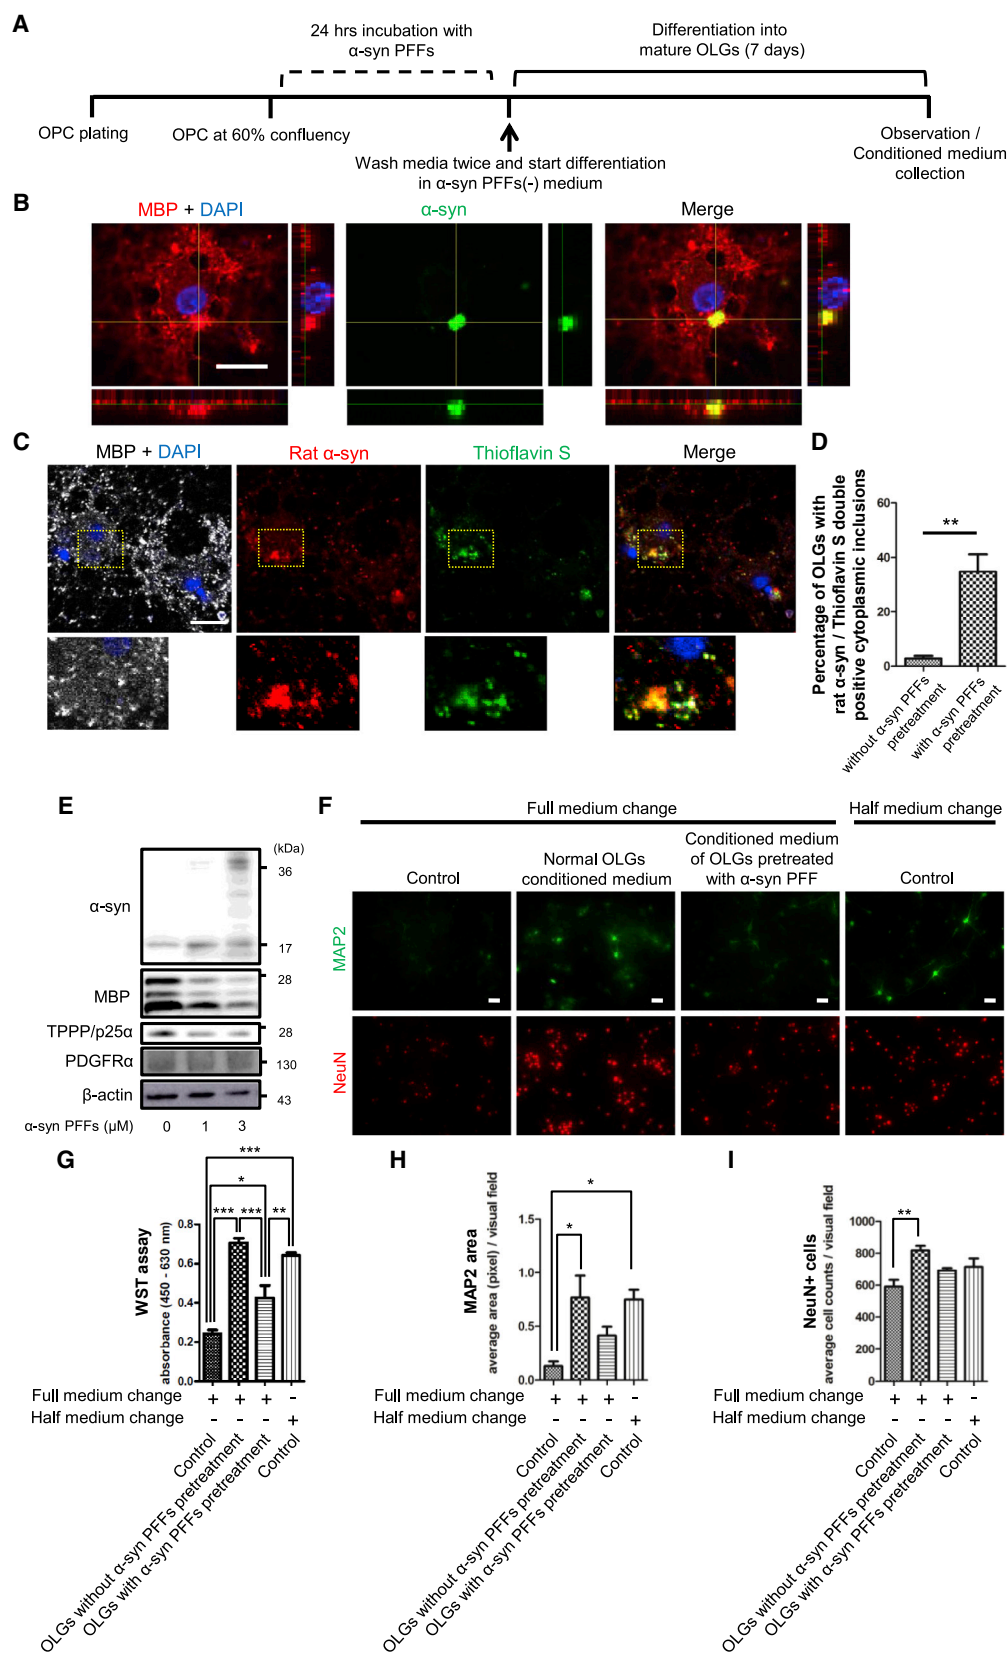 A
24 hrs incubation with
α-syn PFFs
Differentiation into
mature OLGs (7 days)
OPC plating
OPC at 60% confluency
Wash media twice and start differentiation
in α-syn PFFs(-) medium
Observation /
Conditioned medium
collection
B
MBP + DAPI
α-syn
Merge
C
MBP + DAPI
Rat α-syn
Thioflavin S
Merge
D
Percentage of OLGs with
rat α-syn / Thioflavin S double
positive cytoplasmic inclusions
60
40
20
0
**
without α-syn PFFs
pretreatment
with α-syn PFFs
pretreatment
E
(kDa)
α-syn
36
17
MBP
28
TPPP/p25α
28
PDGFRα
130
β-actin
43
α-syn PFFs (μM) 0 1 3
F
Full medium change
Half medium change
Control
Normal OLGs
conditioned medium
Conditioned medium
of OLGs pretreated
with α-syn PFF
Control
MAP2
NeuN
G
WST assay
absorbance (450 - 630 nm)
0.8
0.6
0.4
0.2
0.0
***
*
*** *** **
Full medium change + + + -
Half medium change - - - +
Control
OLGs without α-syn PFFs pretreatment
OLGs with α-syn PFFs pretreatment
Control
H
MAP2 area
average area (pixel) / visual field
1.5
1.0
0.5
0.0
*
*
Full medium change + + + -
Half medium change - - - +
Control
OLGs without α-syn PFFs pretreatment
OLGs with α-syn PFFs pretreatment
Control
I
NeuN+ cells
average cell counts / visual field
1000
800
600
400
200
0
**
Full medium change + + + -
Half medium change - - - +
Control
OLGs without α-syn PFFs pretreatment
OLGs with α-syn PFFs pretreatment
Control